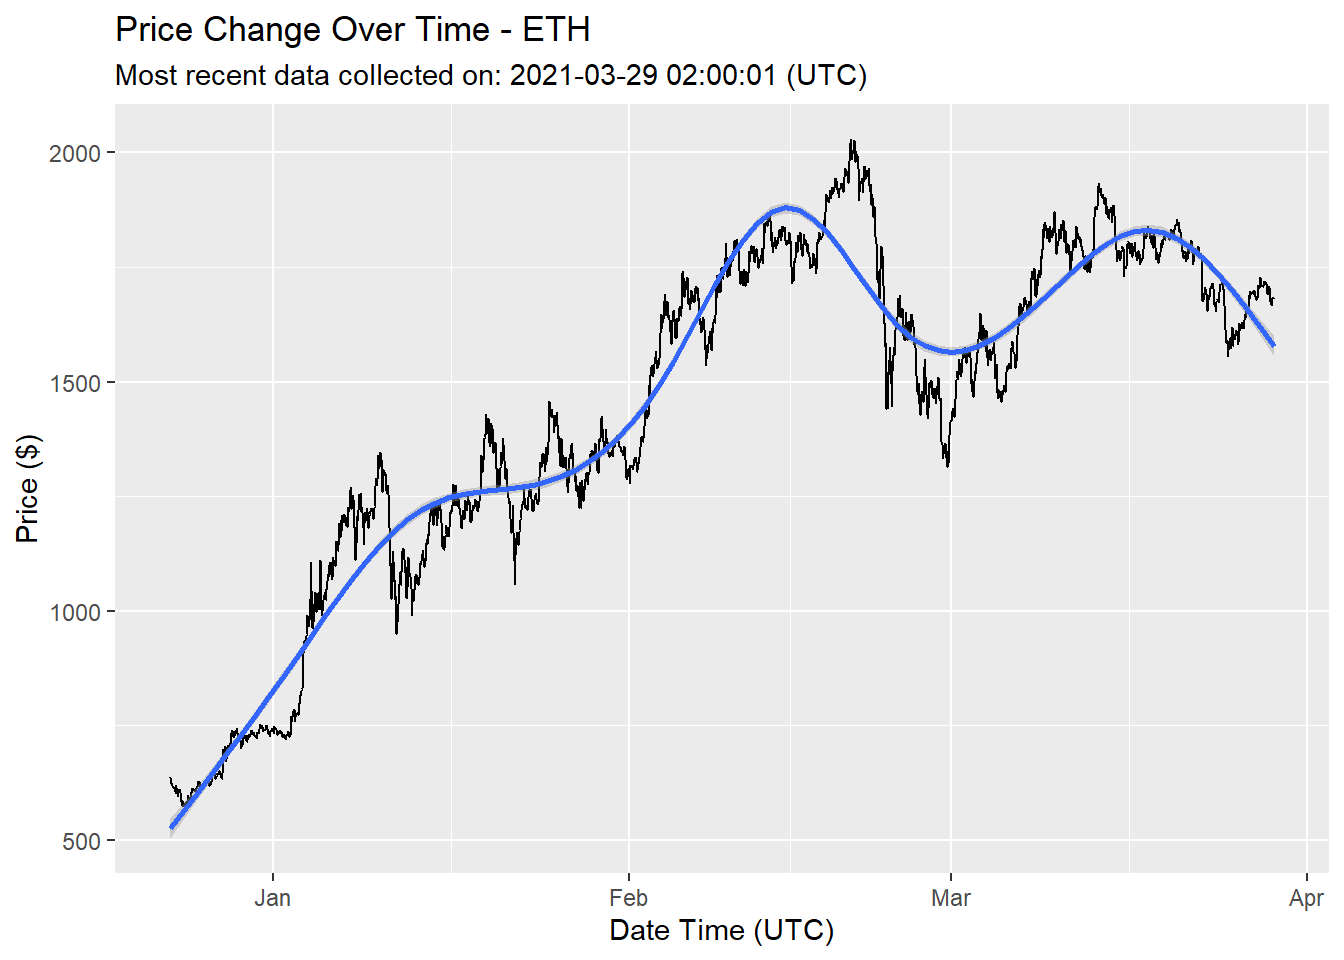 Price Change Over Time - ETH
Most recent data collected on: 2021-03-29 02:00:01 (UTC)
2000
1500
1000
500
Price ($)
Jan Feb Mar Apr
Date Time (UTC)